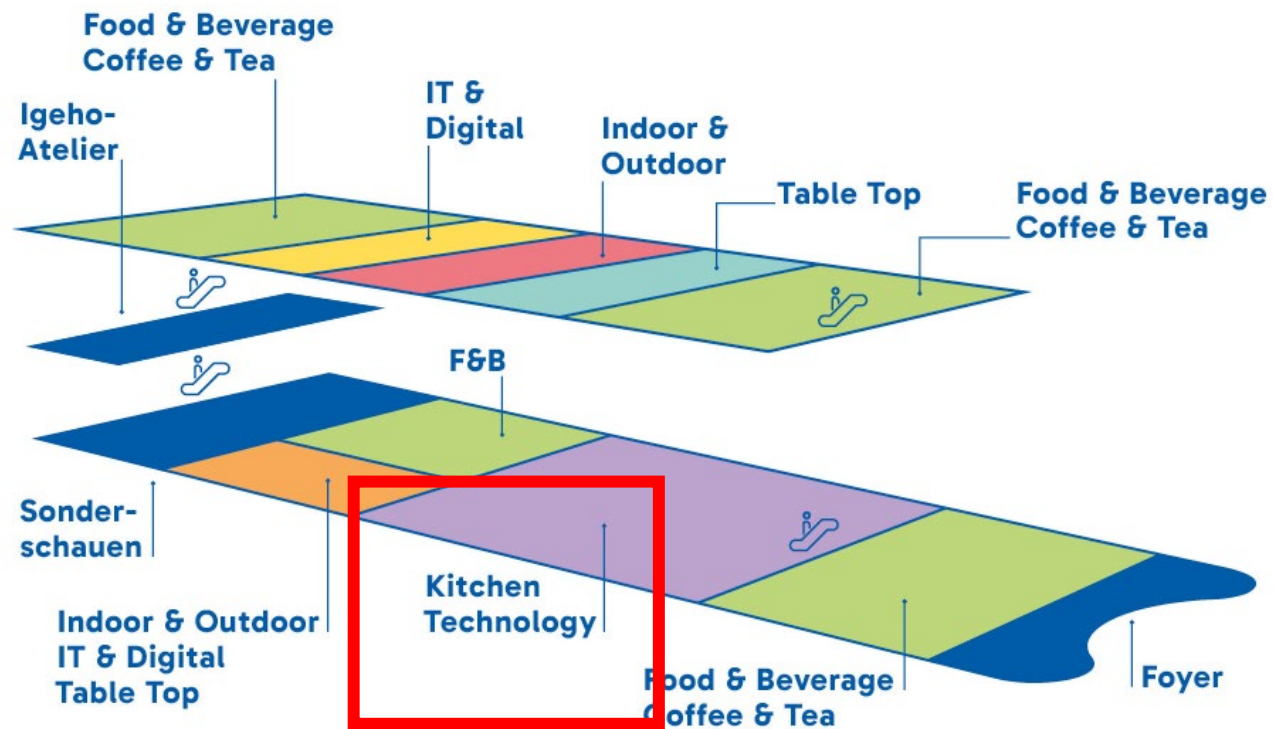 Food & Beverage
Coffee & Tea
Igeho-
Atelier
IT &
Digital
Indoor &
Outdoor
Table Top
Food & Beverage
Coffee & Tea
F&B
Sonder-
schauen
Indoor & Outdoor
IT & Digital
Table Top
Kitchen
Technology
Food & Beverage
Coffee & Tea
Foyer